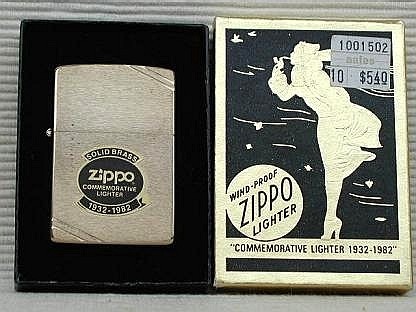 SOLID BRASS
Zippo
COMMEMORATIVE
LIGHTER
1932-1982
1001502
sales
10 $540
WIND-PROOF
ZIPPO
LIGHTER
"COMMEMORATIVE LIGHTER 1932-1982"